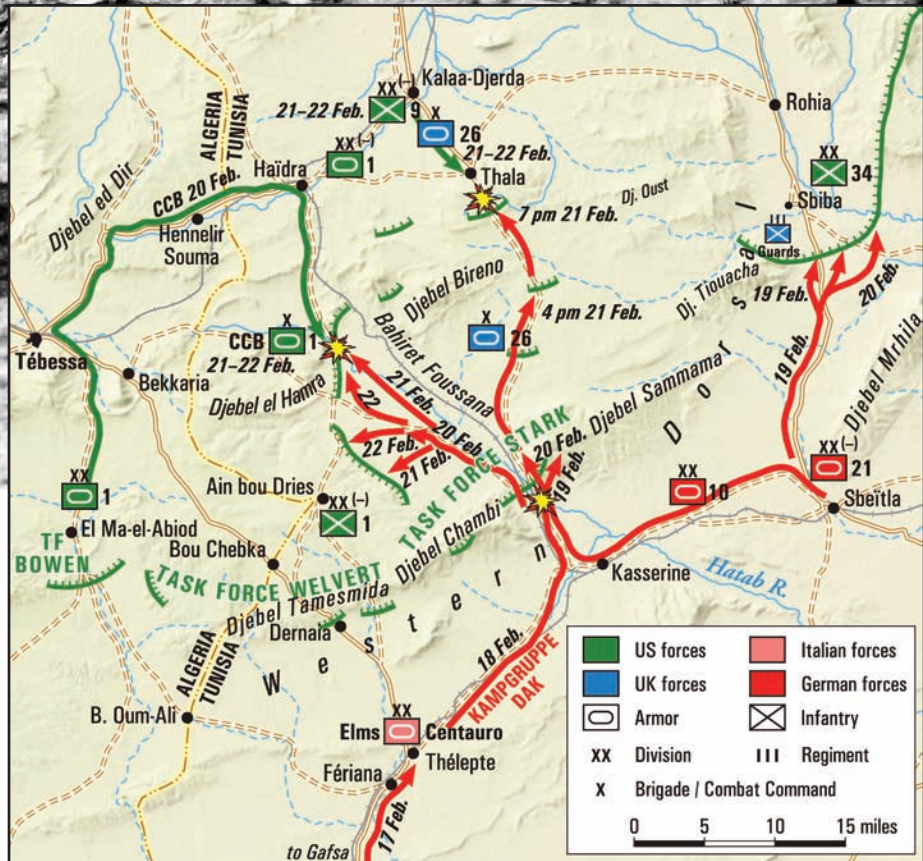 Kalaa-Djerda
XX(–)
21–22 Feb.
9
X
26
XX(–)
1
21–22 Feb.
Thala
Rohia
XX
34
Sbiba
III
Guards
ALGERIA
TUNISIA
Haïdra
CCB 20 Feb.
Djebel ed Dir
Hennelir
Souma
Dj. Oust
7 pm 21 Feb.
Djebel Bireno
4 pm 21 Feb.
X
26
Dj. Tiouacha
19 Feb.
20 Feb.
19 Feb.
Djebel Mrhila
Tébessa
Bekkaria
X
CCB
1
21–22 Feb.
Djebel el Hamra
Bahiret Foussana
21 Feb.
22
20 Feb
22 Feb.
21 Feb.
TASK FORCE STARK
20 Feb.
19 Feb.
Djebel Sammama
Western Dorsal
XX
10
XX(–)
21
Sbeïtla
XX
1
El Ma-el-Abiod
TF
BOWEN
Ain bou Dries
XX(–)
1
Bou Chebka
TASK FORCE WELVERT
Djebel Chambi
Djebel Tamesmida
Dernaïa
Kasserine
Hatab R.
ALGERIA
TUNISIA
B. Oum-Ali
18 Feb.
KAMPGRUPPE
DAK
XX
Elms
Centauro
Thélepte
Fériana
17 Feb.
to Gafsa
US forces
Italian forces
UK forces
German forces
Armor
Infantry
XX
Division
III
Regiment
X
Brigade / Combat Command
0 5 10 15 miles